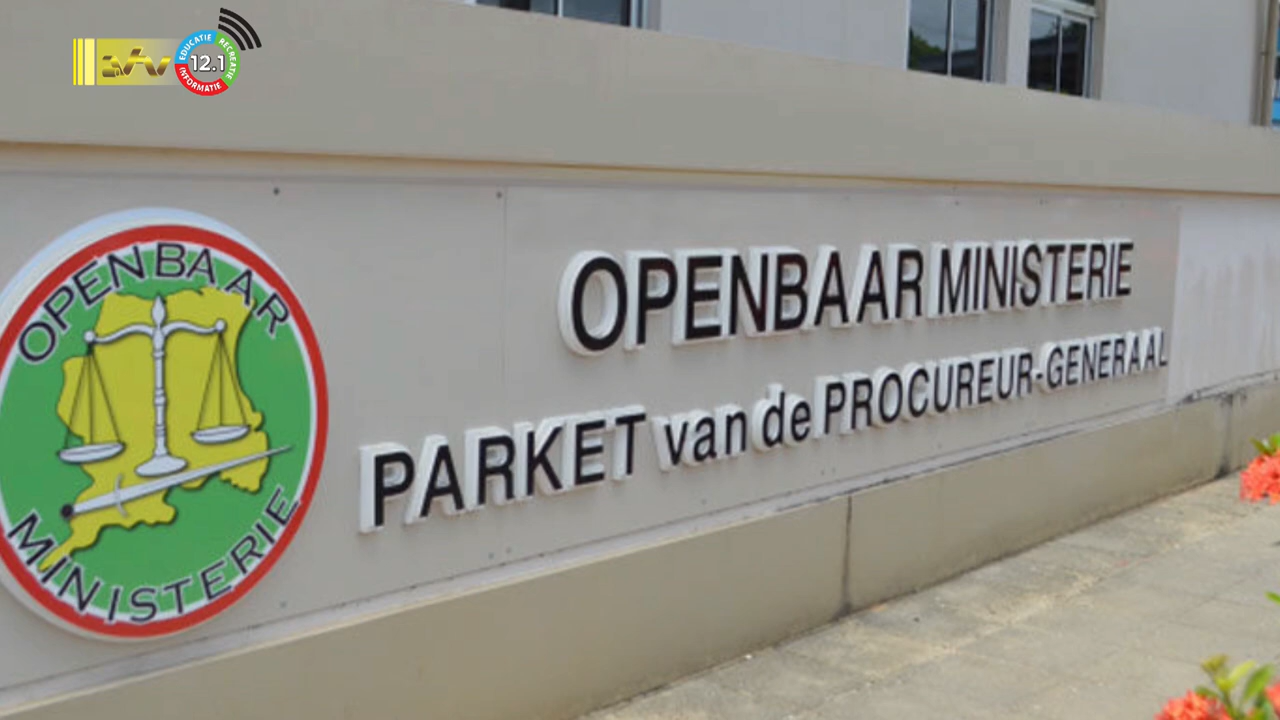 EDUCATIE
RECREATIE
12.1
INFORMATIE
OPENBAAR
MINISTERIE
OPENBAAR MINISTERIE
PARKET van de PROCUREUR-GENERAAL